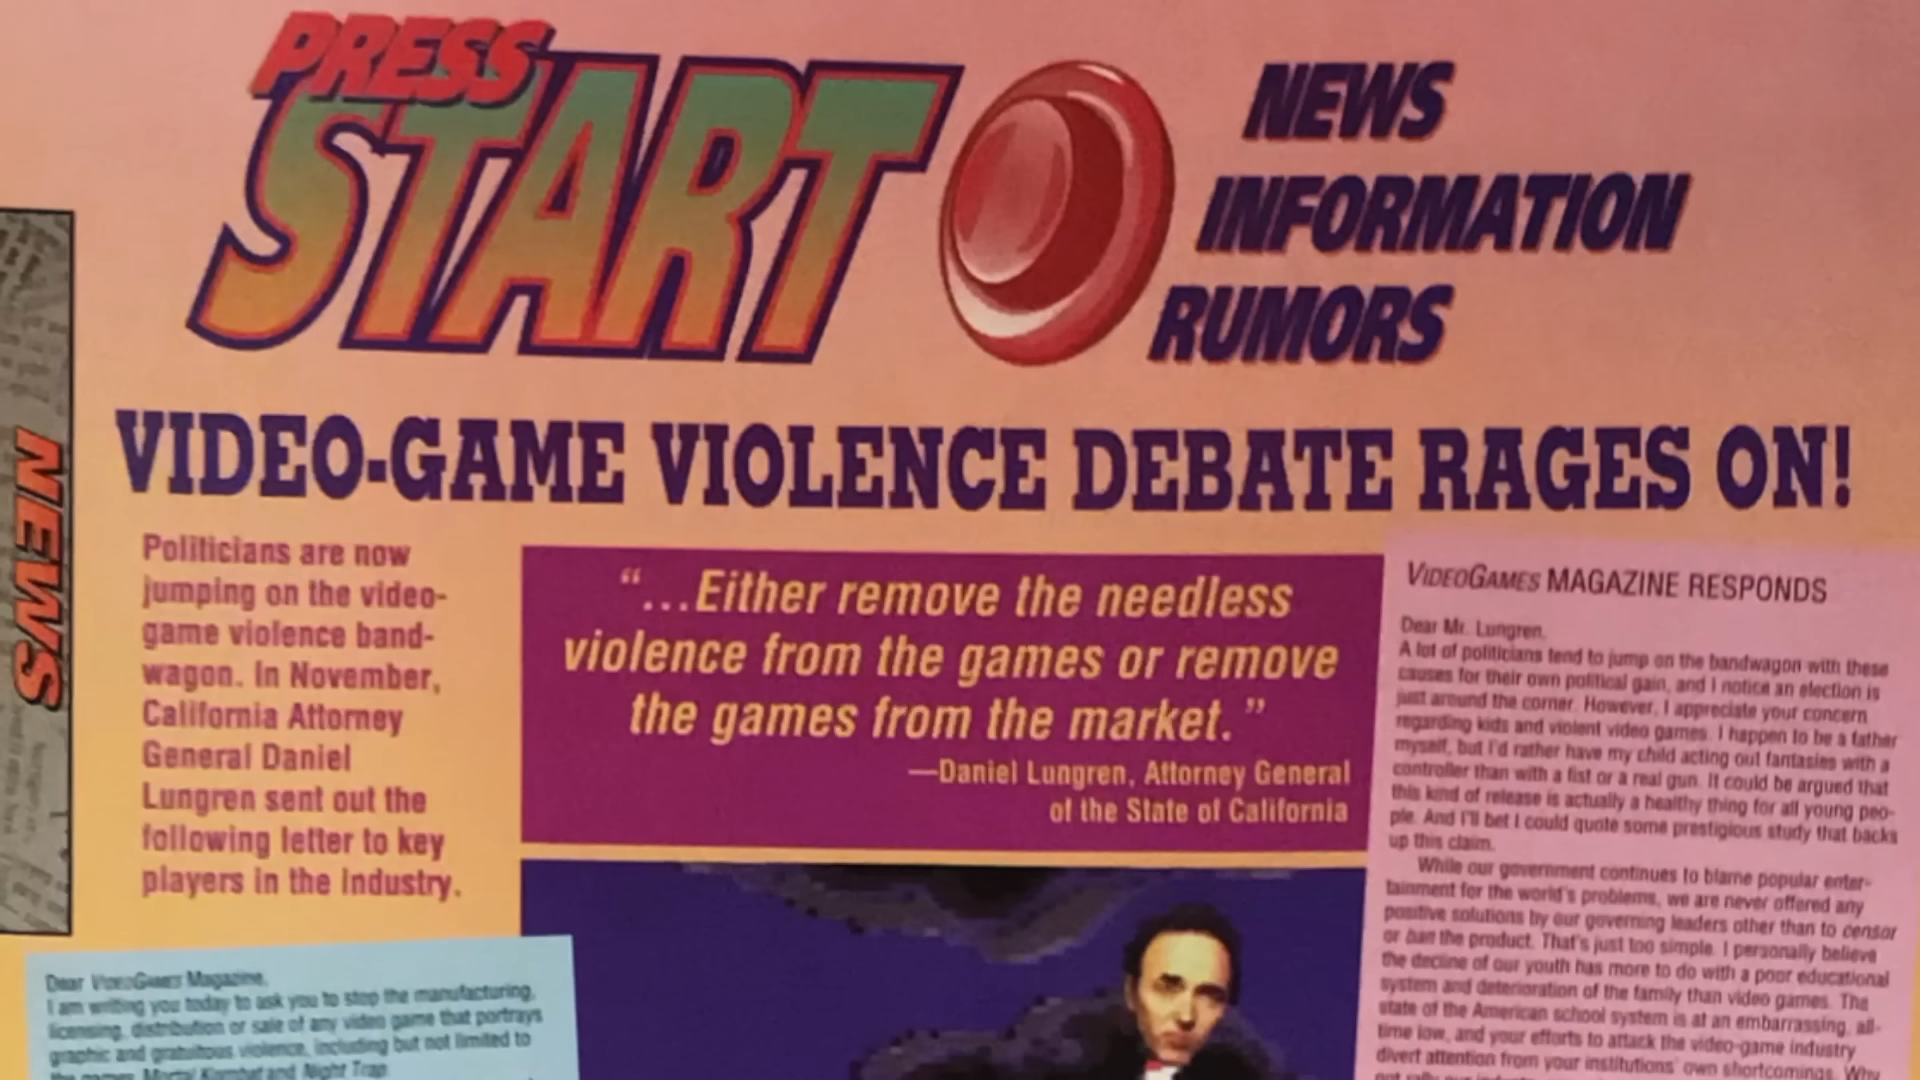 PRESS
START
NEWS
INFORMATION
RUMORS
NEWS
VIDEO-GAME VIOLENCE DEBATE RAGES ON!
Politicians are now
jumping on the video-
game violence band-
wagon. In November,
California Attorney
General Daniel
Lungren sent out the
following letter to key
players in the industry.
“...Either remove the needless
violence from the games or remove
the games from the market.”
—Daniel Lungren, Attorney General
of the State of California
Dear VIDEOGAMES Magazine,
I am writing you today to ask you to stop the manufacturing,
licensing, distribution or sale of any video game that portrays
graphic and gratuitous violence, including but not limited to
the games Mortal Kombat and Night Trap
VIDEOGAMES MAGAZINE RESPONDS
Dear Mr. Lungren,
A lot of politicians tend to jump on the bandwagon with these
causes for their own political gain, and I notice an election is
just around the corner. However, I appreciate your concern
regarding kids and violent video games. I happen to be a father
myself, but I'd rather have my child acting out fantasies with a
controller than with a fist or a real gun. It could be argued that
this kind of release is actually a healthy thing for all young peo-
ple. And I'll bet I could quote some prestigious study that backs
up this claim.
While our government continues to blame popular enter-
tainment for the world's problems, we are never offered any
positive solutions by our governing leaders other than to censor
or ban the product. That's just too simple. I personally believe
the decline of our youth has more to do with a poor educational
system and deterioration of the family than video games. The
state of the American school system is at an embarrassing, all-
time low, and your efforts to attack the video-game industry
divert attention from your institutions' own shortcomings. Why